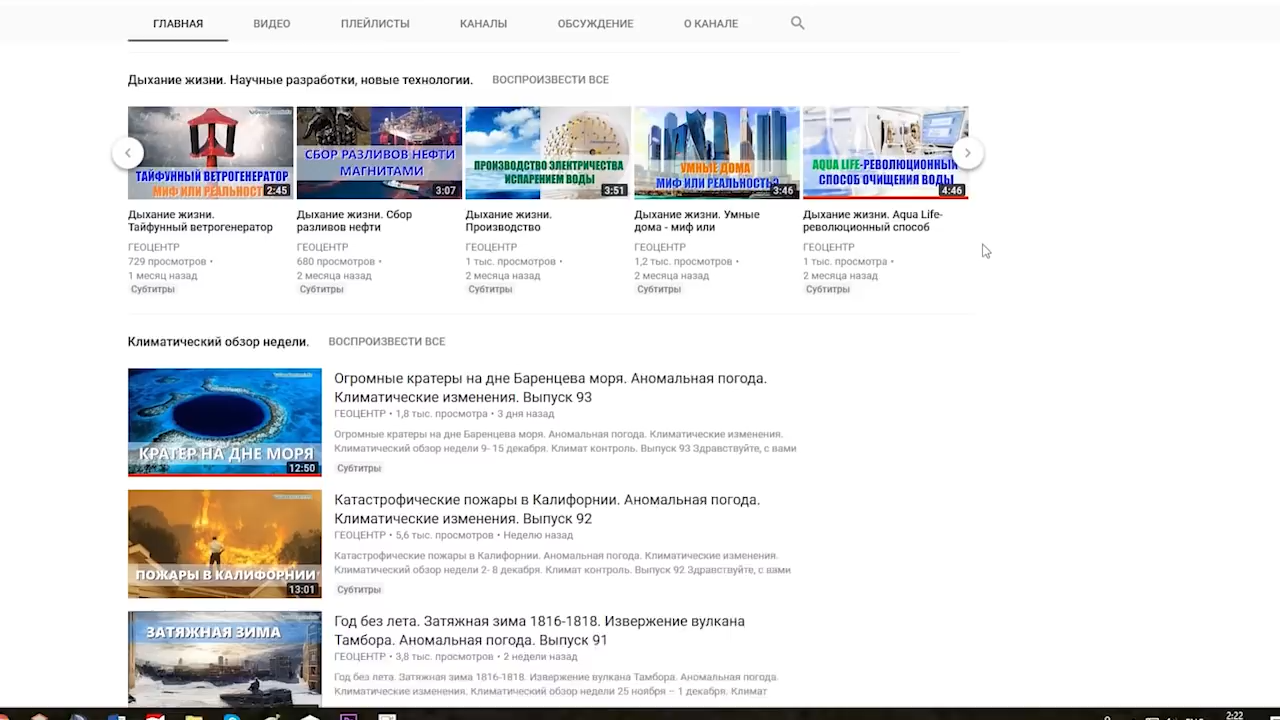 ГЛАВНАЯ ВИДЕО ПЛЕЙЛИСТЫ КАНАЛЫ ОБСУЖДЕНИЕ О КАНАЛЕ
Дыхание жизни. Научные разработки, новые технологии. ВОСПРОИЗВЕСТИ ВСЕ
ТАЙФУННЫЙ ВЕТРОГЕНЕРАТОР
МИФ ИЛИ РЕАЛЬНОСТ
2:45
Дыхание жизни.
Тайфунный ветрогенератор
ГЕОЦЕНТР
729 просмотров •
1 месяц назад
Субтитры
СБОР РАЗЛИВОВ НЕФТИ
МАГНИТАМИ
3:07
Дыхание жизни. Сбор
разливов нефти
ГЕОЦЕНТР
680 просмотров •
2 месяца назад
Субтитры
ПРОИЗВОДСТВО ЭЛЕКТРИЧЕСТВА
ИСПАРЕНИЕМ ВОДЫ
3:51
Дыхание жизни.
Производство
ГЕОЦЕНТР
1 тыс. просмотров •
2 месяца назад
Субтитры
УМНЫЕ ДОМА
МИФ ИЛИ РЕАЛЬНОСТЬ?
3:46
Дыхание жизни. Умные
дома - миф или
ГЕОЦЕНТР
1,2 тыс. просмотров •
2 месяца назад
Субтитры
AQUA LIFE-РЕВОЛЮЦИОННЫЙ
СПОСОБ ОЧИЩЕНИЯ ВОДЫ
4:46
Дыхание жизни. Aqua Life-
революционный способ
ГЕОЦЕНТР
1 тыс. просмотра •
2 месяца назад
Субтитры
Климатический обзор недели. ВОСПРОИЗВЕСТИ ВСЕ
КРАТЕР НА ДНЕ МОРЯ
12:50
Огромные кратеры на дне Баренцева моря. Аномальная погода.
Климатические изменения. Выпуск 93
ГЕОЦЕНТР • 1,8 тыс. просмотра • 3 дня назад
Огромные кратеры на дне Баренцева моря. Аномальная погода. Климатические изменения.
Климатический обзор недели 9- 15 декабря. Климат контроль. Выпуск 93 Здравствуйте, с вами
Субтитры
ПОЖАРЫ В КАЛИФОРНИИ
13:01
Катастрофические пожары в Калифорнии. Аномальная погода.
Климатические изменения. Выпуск 92
ГЕОЦЕНТР • 5,6 тыс. просмотров • Неделю назад
Катастрофические пожары в Калифорнии. Аномальная погода. Климатические изменения.
Климатический обзор недели 2- 8 декабря. Климат контроль. Выпуск 92 Здравствуйте, с вами
Субтитры
ЗАТЯЖНАЯ ЗИМА
Год без лета. Затяжная зима 1816-1818. Извержение вулкана
Тамбора. Аномальная погода. Выпуск 91
ГЕОЦЕНТР • 3,8 тыс. просмотров • 2 недели назад
Год без лета. Затяжная зима 1816-1818. Извержение вулкана Тамбора. Аномальная погода.
Климатические изменения. Климатический обзор недели 25 ноября – 1 декабря. Климат
2:22